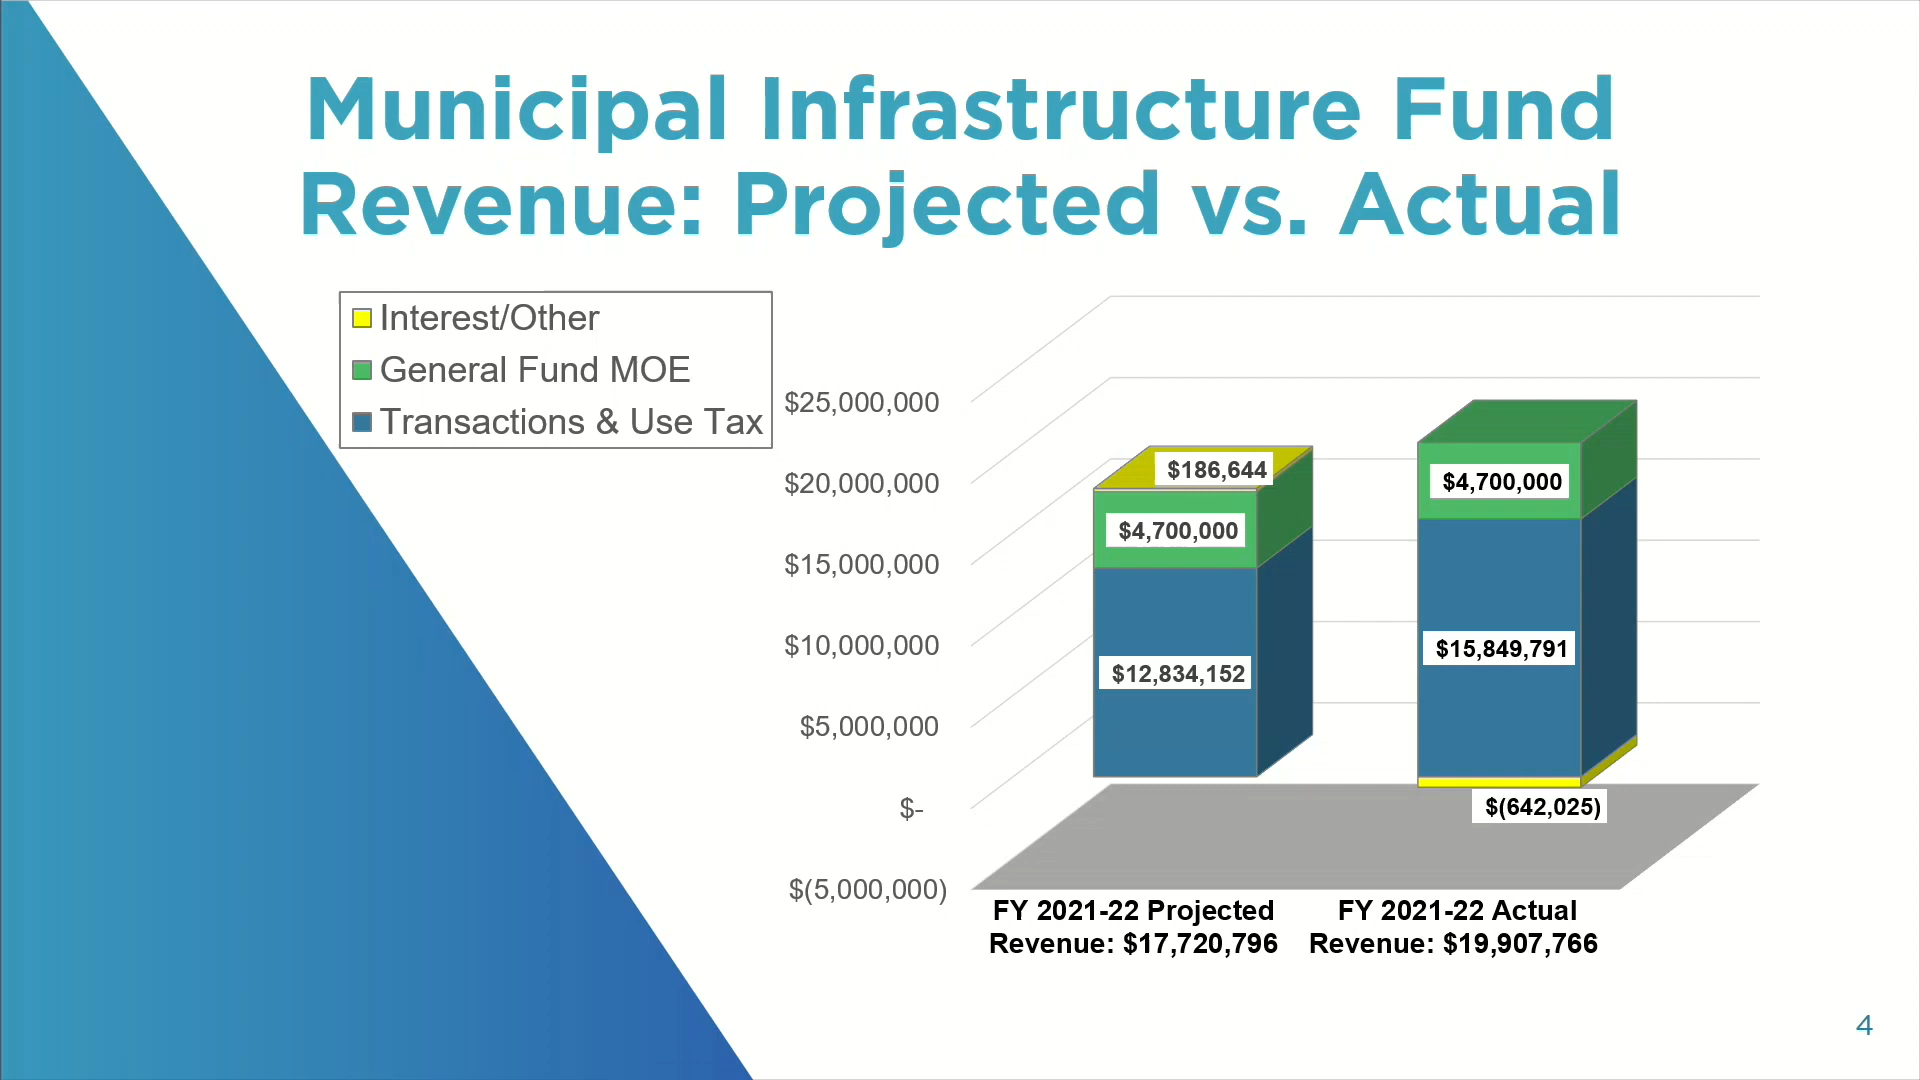 Municipal Infrastructure Fund
Revenue: Projected vs. Actual
Interest/Other
General Fund MOE
Transactions & Use Tax
$25,000,000
$20,000,000
$15,000,000
$10,000,000
$5,000,000
$-
$(5,000,000)
$186,644
$4,700,000
$12,834,152
$4,700,000
$15,849,791
$(642,025)
FY 2021-22 Projected
Revenue: $17,720,796
FY 2021-22 Actual
Revenue: $19,907,766
4